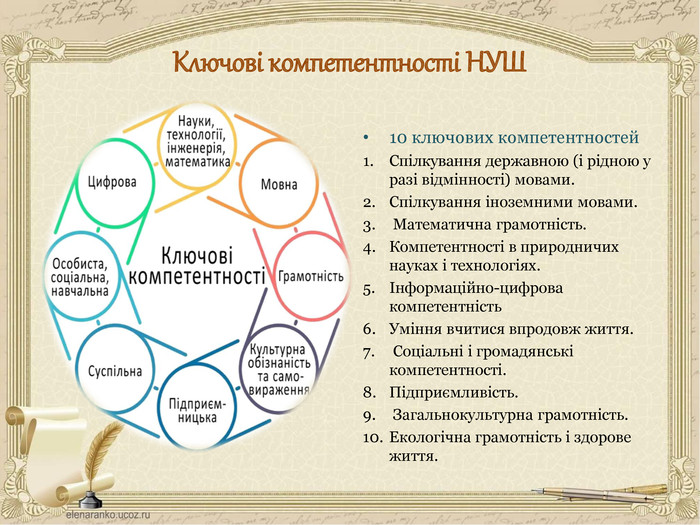 Ключові компетентності НУШ
Науки,
технології,
інженерія,
математика
Цифрова
Мовна
Особиста,
соціальна,
навчальна
Ключові
компетентності
Грамотність
Суспільна
Культурна
обізнаність
та само-
вираження
Підприєм-
ницька
• 10 ключових компетентностей
1. Спілкування державною (і рідною у
разі відмінності) мовами.
2. Спілкування іноземними мовами.
3. Математична грамотність.
4. Компетентності в природничих
науках і технологіях.
5. Інформаційно-цифрова
компетентність
6. Уміння вчитися впродовж життя.
7. Соціальні і громадянські
компетентності.
8. Підприємливість.
9. Загальнокультурна грамотність.
10. Екологічна грамотність і здорове
життя.
elenaranko.ucoz.ru